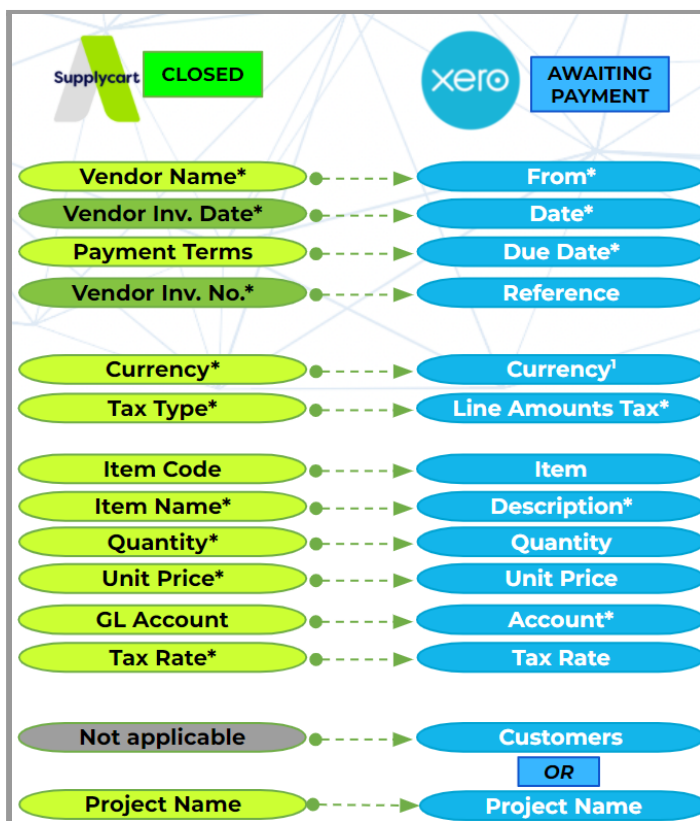 Supplycart
CLOSED
xero
AWAITING
PAYMENT
Vendor Name*
From*
Vendor Inv. Date*
Date*
Payment Terms
Due Date*
Vendor Inv. No.*
Reference
Currency*
Currency¹
Tax Type*
Line Amounts Tax*
Item Code
Item
Item Name*
Description*
Quantity*
Quantity
Unit Price*
Unit Price
GL Account
Account*
Tax Rate*
Tax Rate
Not applicable
Customers
OR
Project Name
Project Name